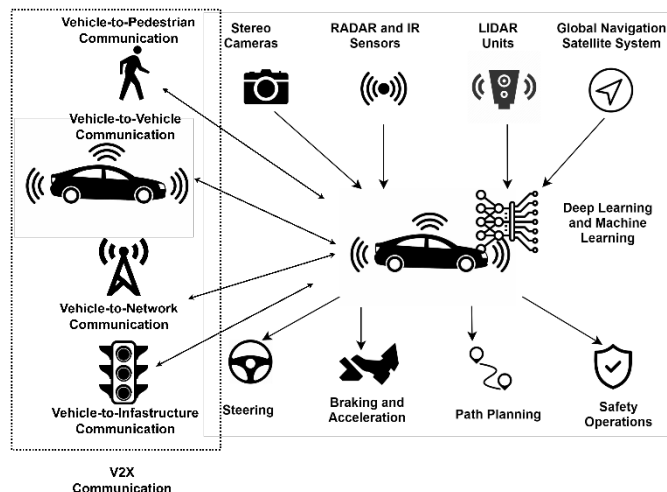 Vehicle-to-Pedestrian
Communication
Vehicle-to-Vehicle
Communication
Vehicle-to-Network
Communication
Vehicle-to-Infastructure
Communication
V2X
Communication
Stereo
Cameras
RADAR and IR
Sensors
LIDAR
Units
Global Navigation
Satellite System
Deep Learning
and Machine
Learning
Steering
Braking and
Acceleration
Path Planning
Safety
Operations